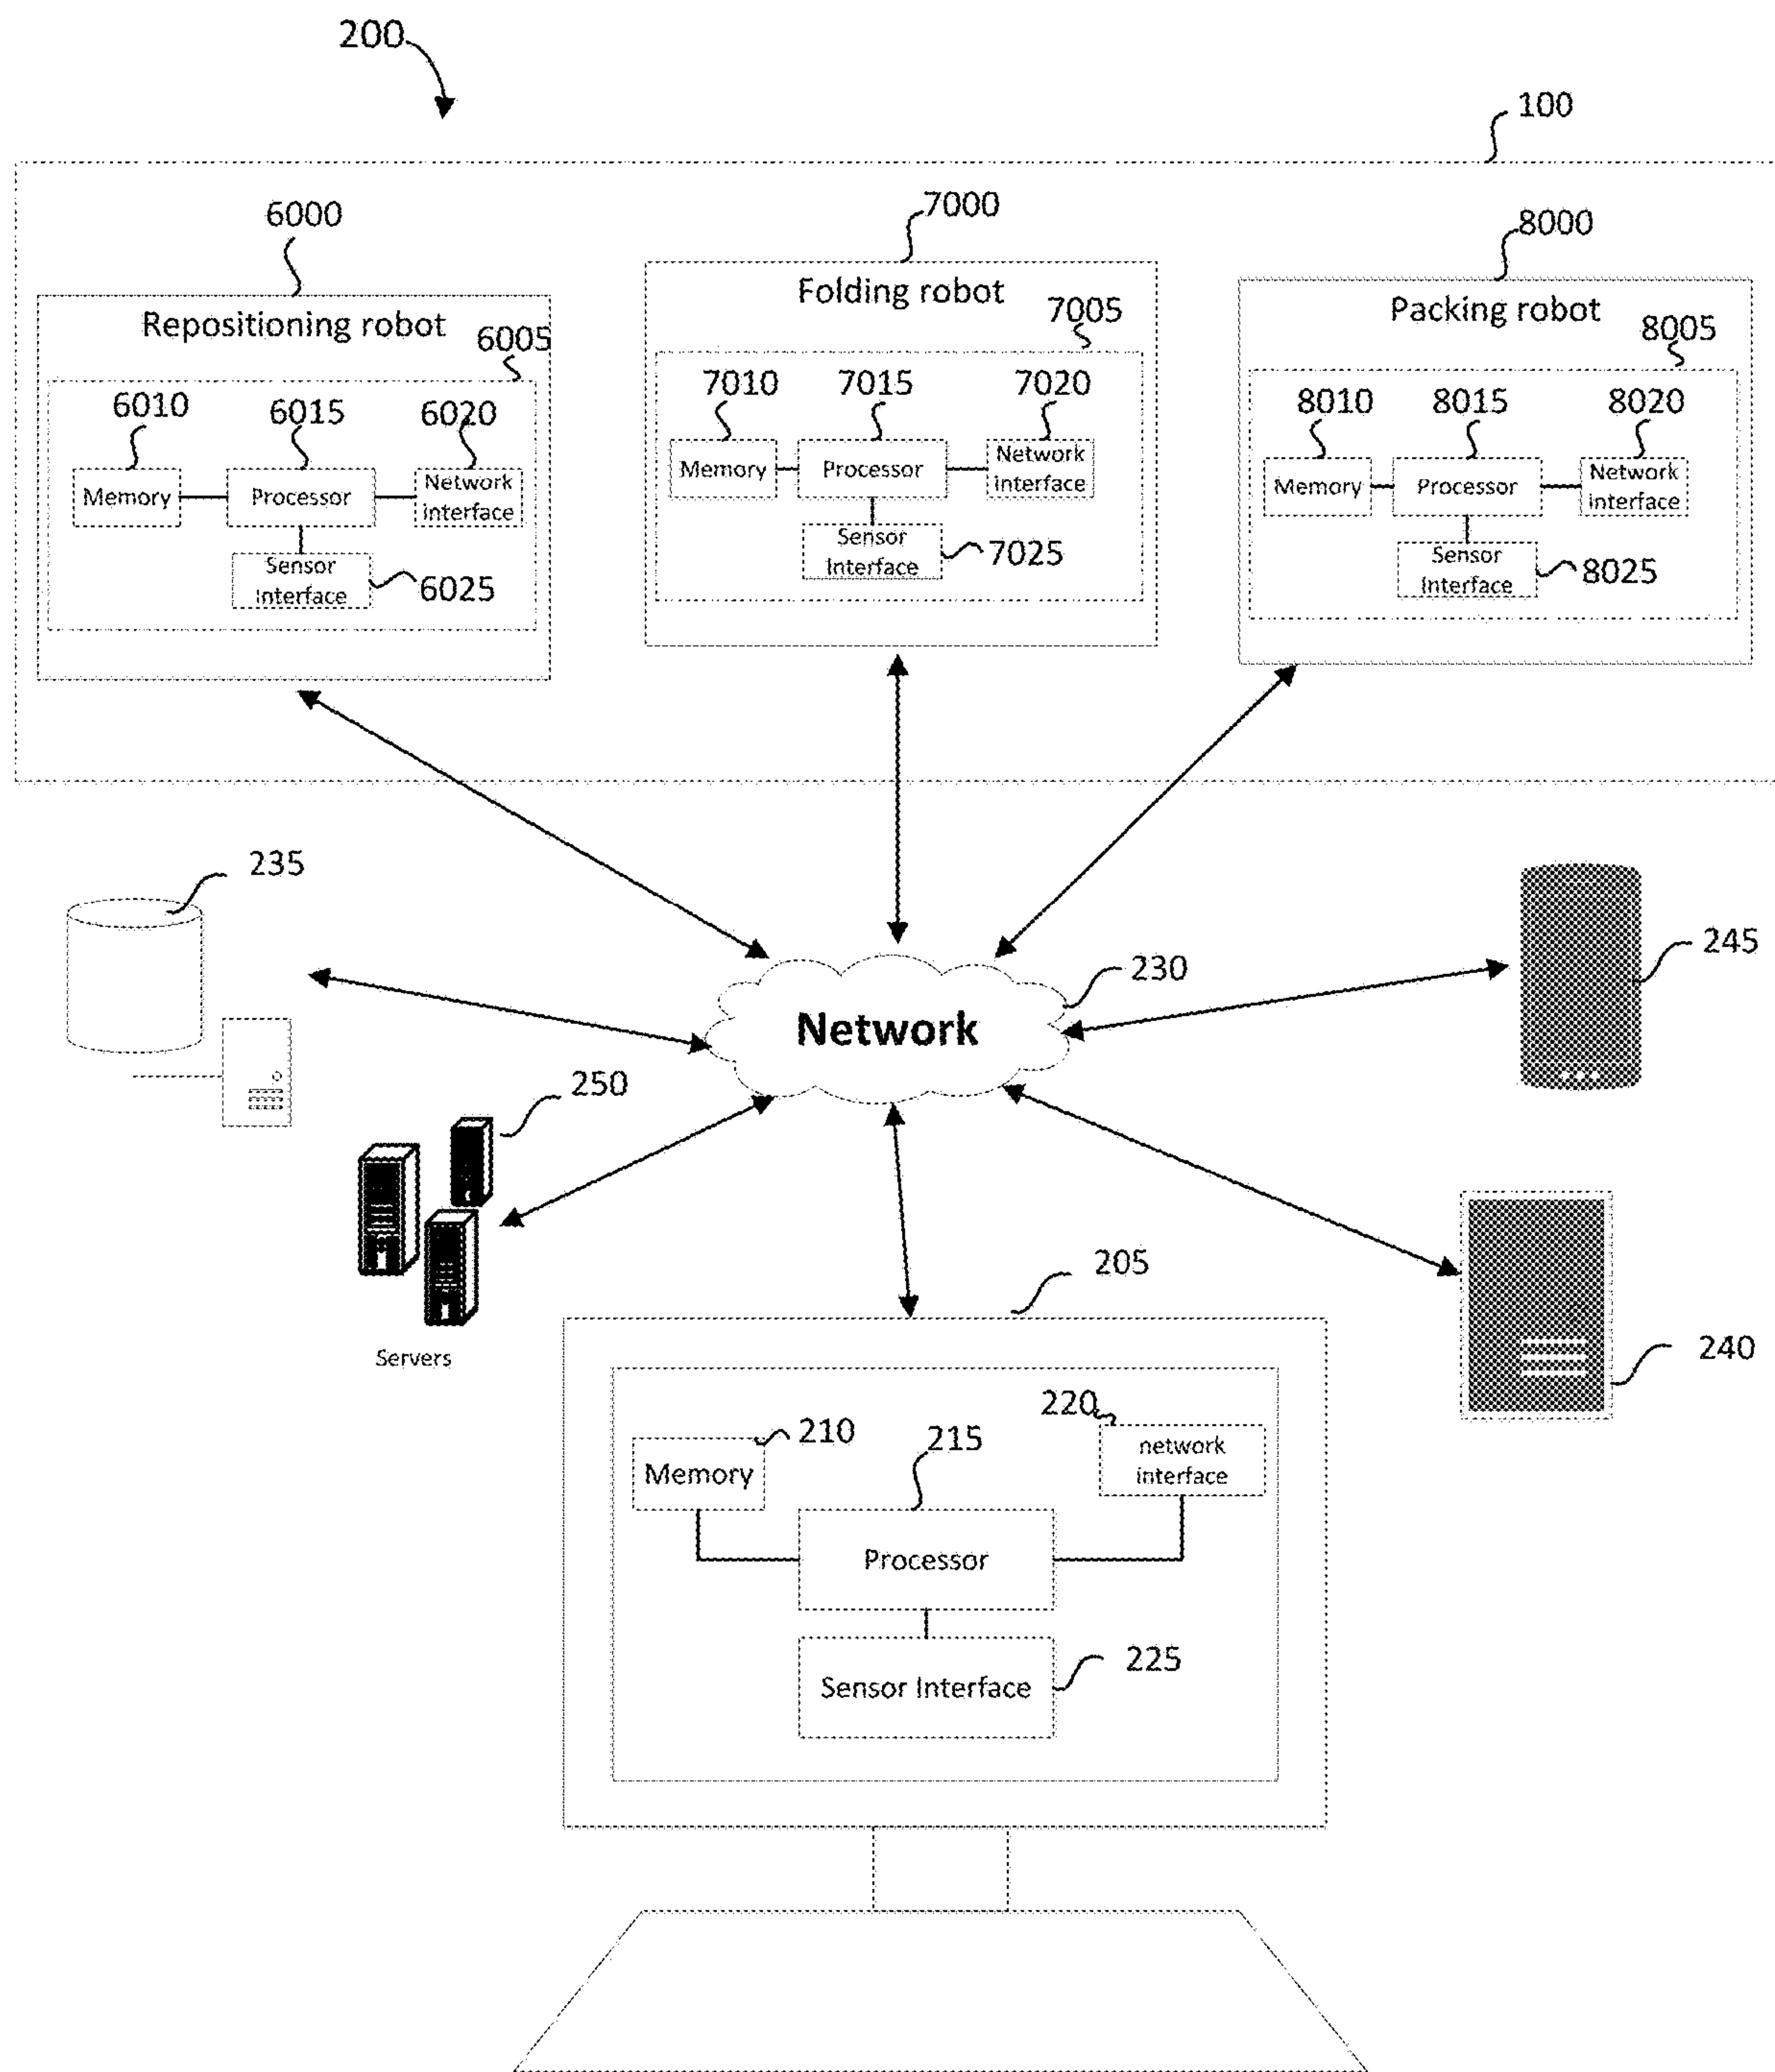 200
100
6000
7000
8000
Repositioning robot
Folding robot
Packing robot
6005
7005
8005
6010
6015
6020
7010
7015
7020
8010
8015
8020
Memory
Processor
Network
interface
Memory
Processor
Network
interface
Memory
Processor
Network
interface
Sensor
Interface
6025
Sensor
Interface
7025
Sensor
Interface
8025
235
245
230
Network
250
Servers
205
240
210
215
220
Memory
network
interface
Processor
225
Sensor Interface